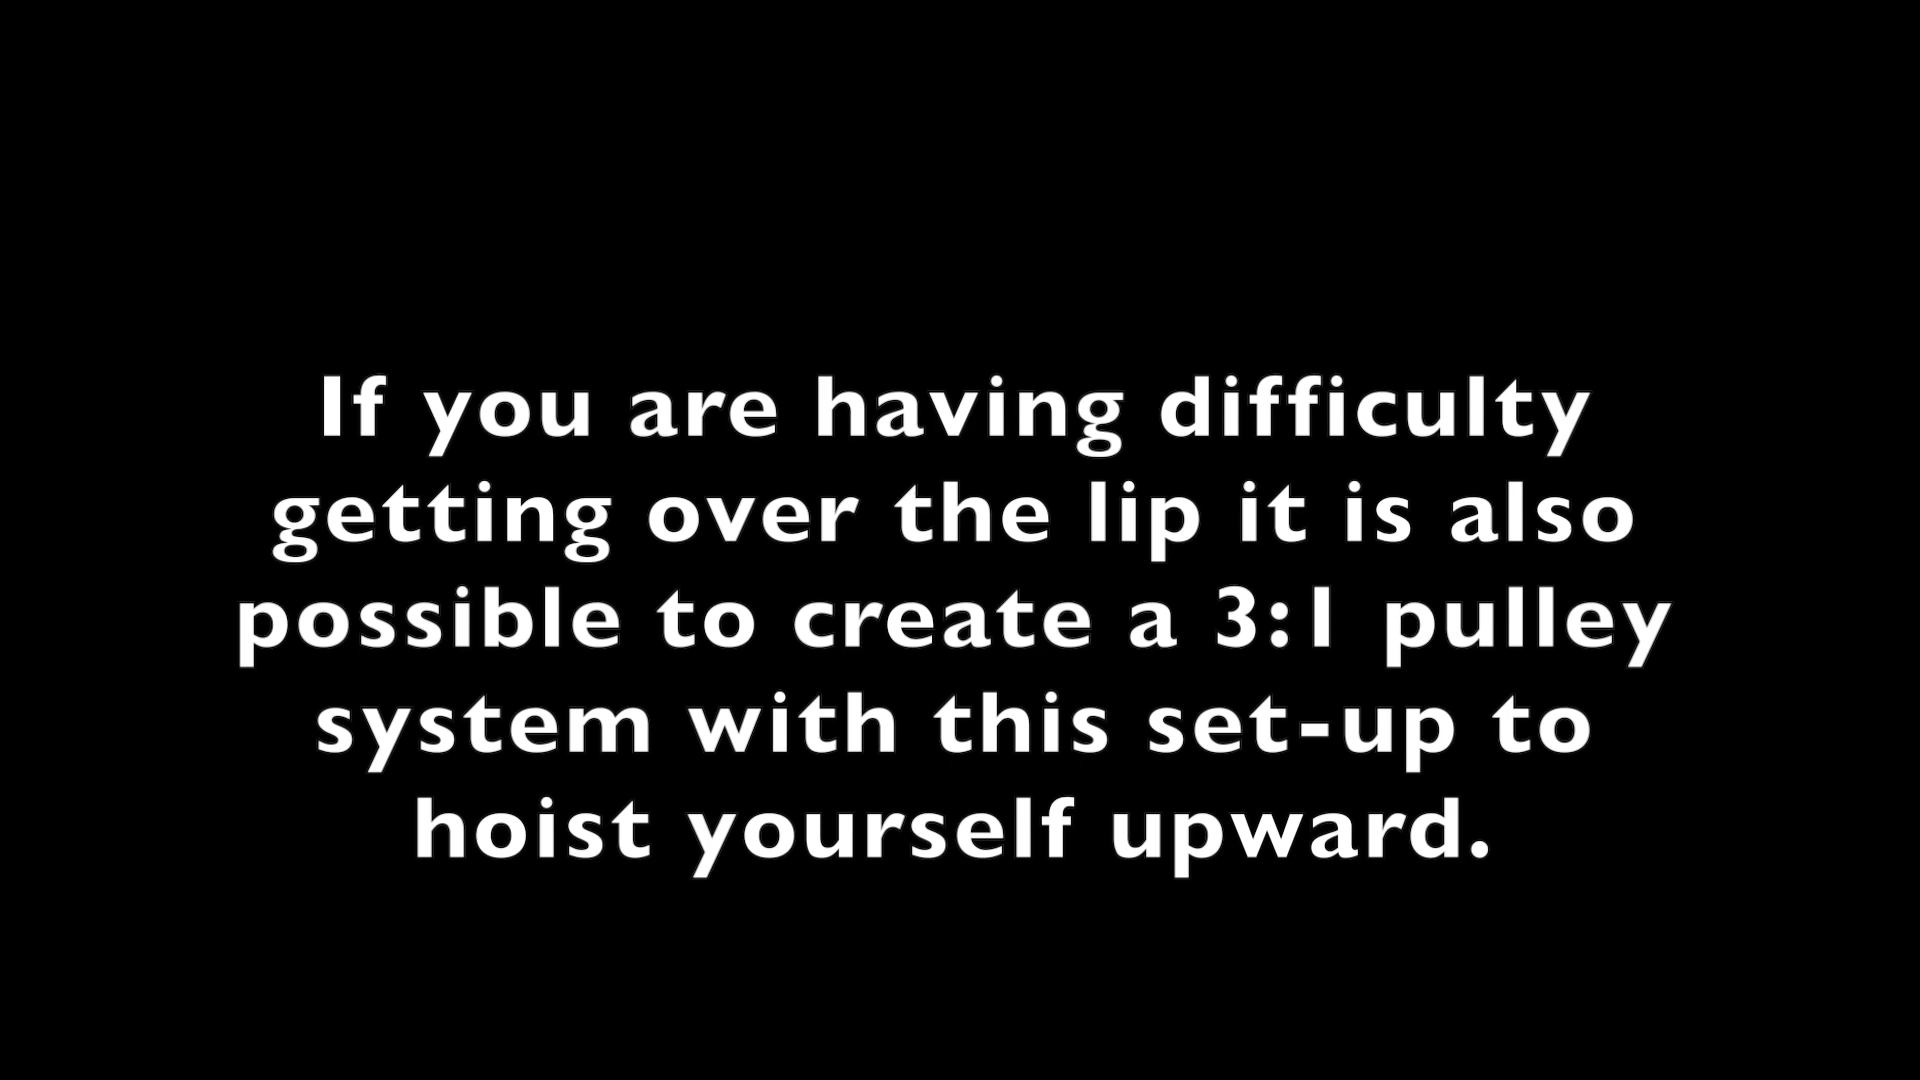 If you are having difficulty
getting over the lip it is also
possible to create a 3:1 pulley
system with this set-up to
hoist yourself upward.